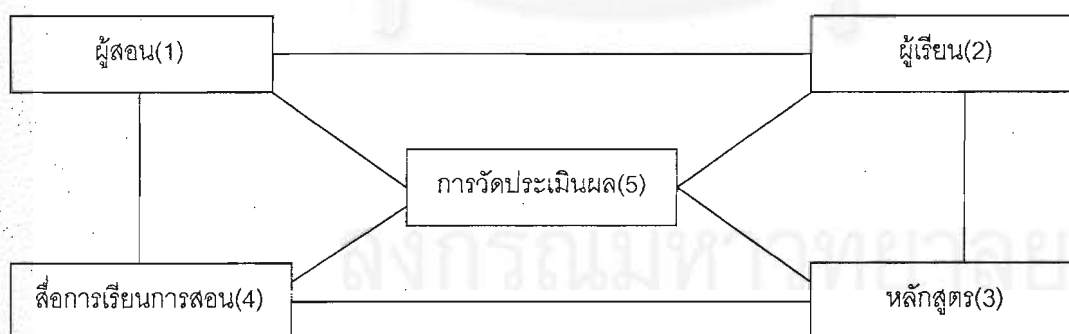 ผู้สอน(1)
ผู้เรียน(2)
การวัดประเมินผล(5)
สื่อการเรียนการสอน(4)
หลักสูตร(3)